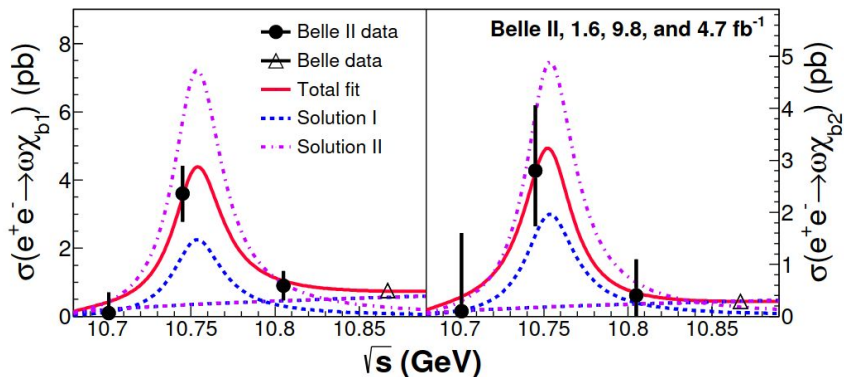 Belle II data
Belle data
Total fit
Solution I
Solution II
Belle II, 1.6, 9.8, and 4.7 fb⁻¹
σ(e⁺e⁻→ωχ_b1) (pb)
8
6
4
2
0
σ(e⁺e⁻→ωχ_b2) (pb)
5
4
3
2
1
0
10.7 10.75 10.8 10.85 10.7 10.75 10.8 10.85
√s (GeV)